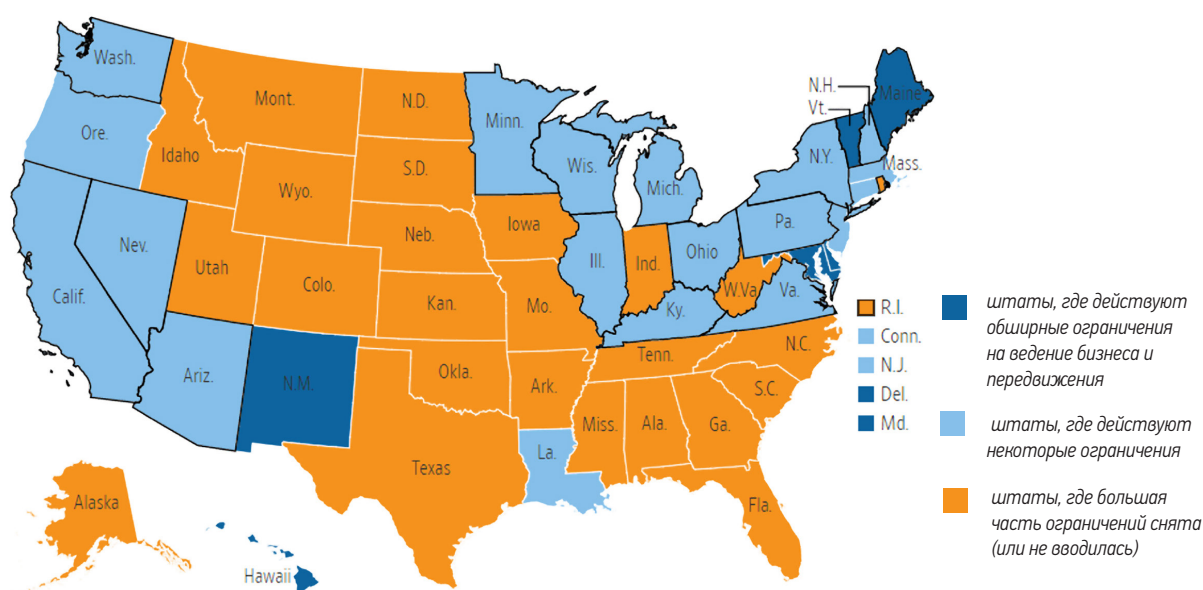 Wash.
Ore.
Calif.
Nev.
Idaho
Mont.
Wyo.
Utah
Colo.
Ariz.
N.M.
N.D.
S.D.
Neb.
Kan.
Okla.
Texas
Minn.
Iowa
Mo.
Ark.
La.
Wis.
Ill.
Mich.
Ind.
Ohio
Ky.
Tenn.
Miss.
Ala.
Ga.
Fla.
S.C.
N.C.
Va.
W.Va
Pa.
N.Y.
Vt.
N.H.
Maine
Mass.
Alaska
Hawaii
R.I.
Conn.
N.J.
Del.
Md.
штаты, где действуют
обширные ограничения
на ведение бизнеса и
передвижения
штаты, где действуют
некоторые ограничения
штаты, где большая
часть ограничений снята
(или не вводилась)